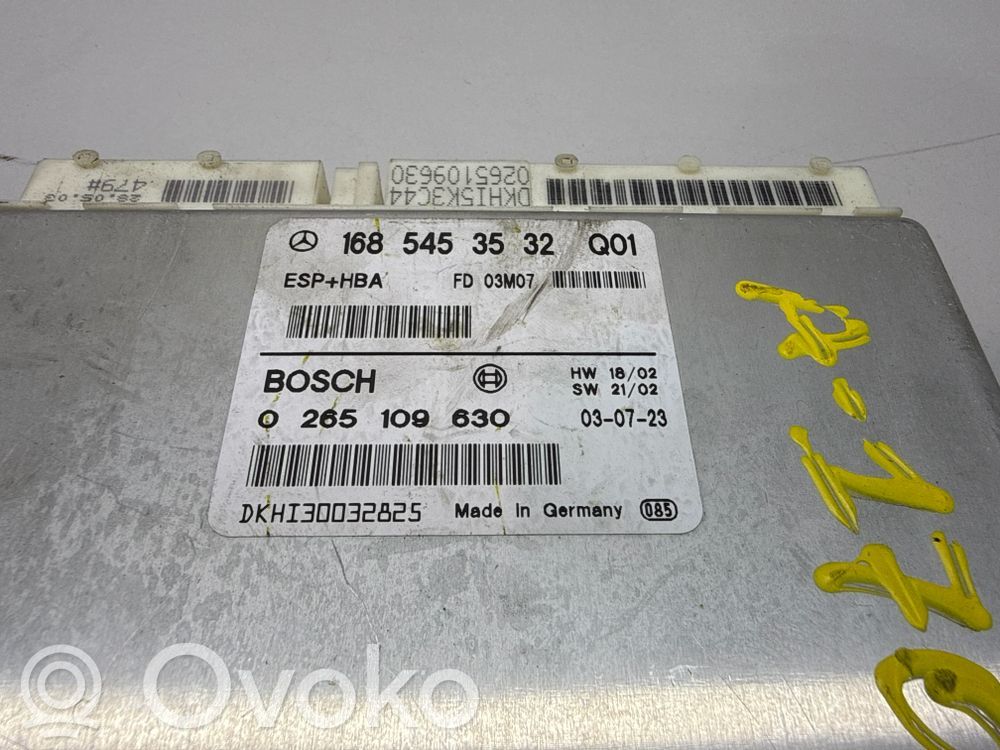 479#
DKHI5K3C44
0265109630
168 545 35 32 Q01
ESP+HBA FD 03M07
BOSCH HW 18/02
SW 21/02
0 265 109 630 03-07-23
DKHI30032825 Made In Germany 085
Ovoko